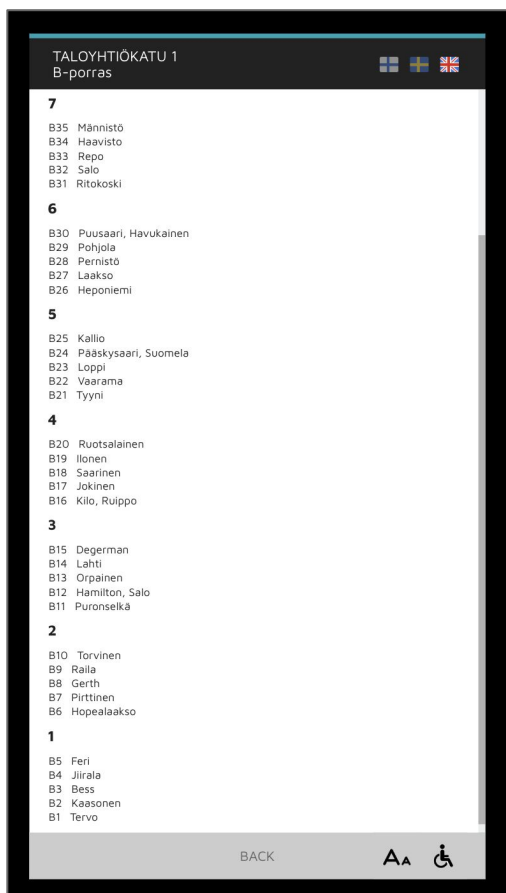 TALOYHTIÖKATU 1
B-porras
7
B35 Männistö
B34 Haavisto
B33 Repo
B32 Salo
B31 Ritokoski
6
B30 Puusaari, Havukainen
B29 Pohjola
B28 Pernistö
B27 Laakso
B26 Heponiemi
5
B25 Kallio
B24 Pääskysaari, Suomela
B23 Loppi
B22 Vaarama
B21 Tyyni
4
B20 Ruotsalainen
B19 Ilonen
B18 Saarinen
B17 Jokinen
B16 Kilo, Ruippo
3
B15 Degerman
B14 Lahti
B13 Orpainen
B12 Hamilton, Salo
B11 Puronselkä
2
B10 Torvinen
B9 Raila
B8 Gerth
B7 Pirttinen
B6 Hopealaakso
1
B5 Feri
B4 Jiirala
B3 Bess
B2 Kaasonen
B1 Tervo
BACK
AA